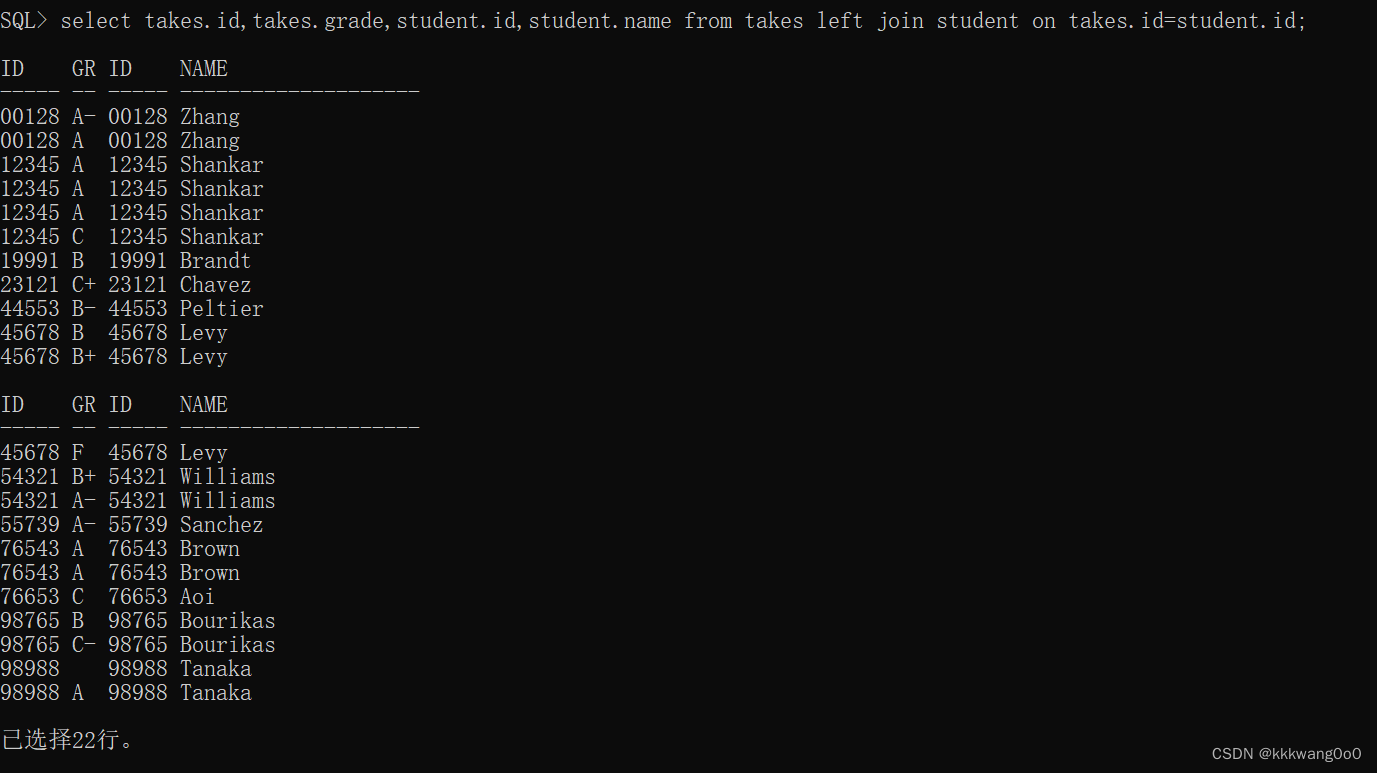 SQL> select takes.id,takes.grade,student.id,student.name from takes left join student on takes.id=student.id;
ID    GR ID    NAME
----- -- ----- --------------------
00128 A- 00128 Zhang
00128 A  00128 Zhang
12345 A  12345 Shankar
12345 A  12345 Shankar
12345 A  12345 Shankar
12345 C  12345 Shankar
19991 B  19991 Brandt
23121 C+ 23121 Chavez
44553 B- 44553 Peltier
45678 B  45678 Levy
45678 B+ 45678 Levy
ID    GR ID    NAME
----- -- ----- --------------------
45678 F  45678 Levy
54321 B+ 54321 Williams
54321 A- 54321 Williams
55739 A- 55739 Sanchez
76543 A  76543 Brown
76543 A  76543 Brown
76653 C  76653 Aoi
98765 B  98765 Bourikas
98765 C- 98765 Bourikas
98988    98988 Tanaka
98988 A  98988 Tanaka
已选择22行。
CSDN @kkkwang0o0